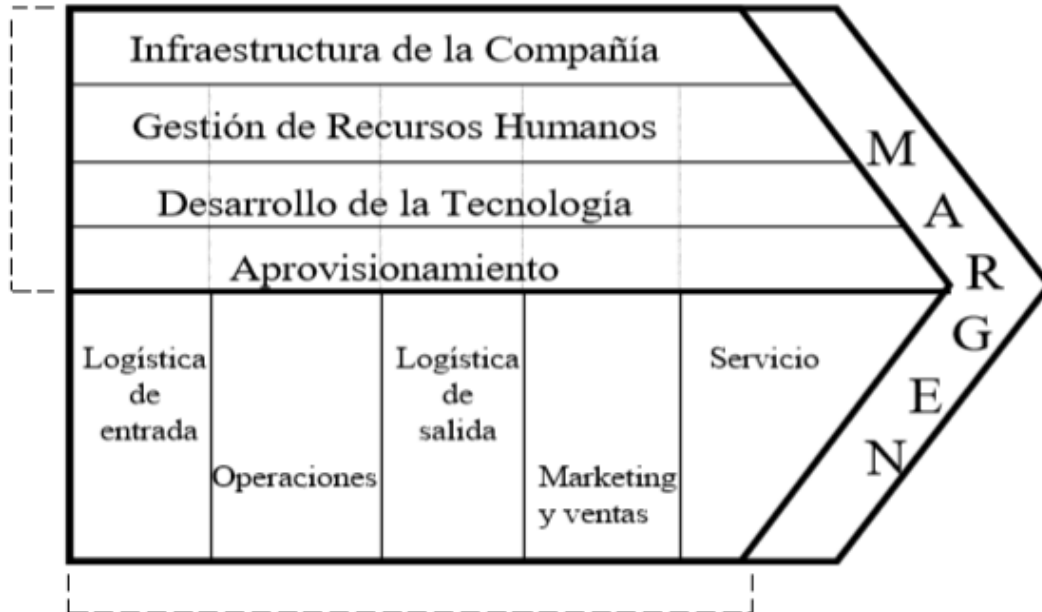 Infraestructura de la Compañía
Gestión de Recursos Humanos
Desarrollo de la Tecnología
Aprovisionamiento
Logística
de
entrada
Operaciones
Logística
de
salida
Marketing
y ventas
Servicio
MARGEN